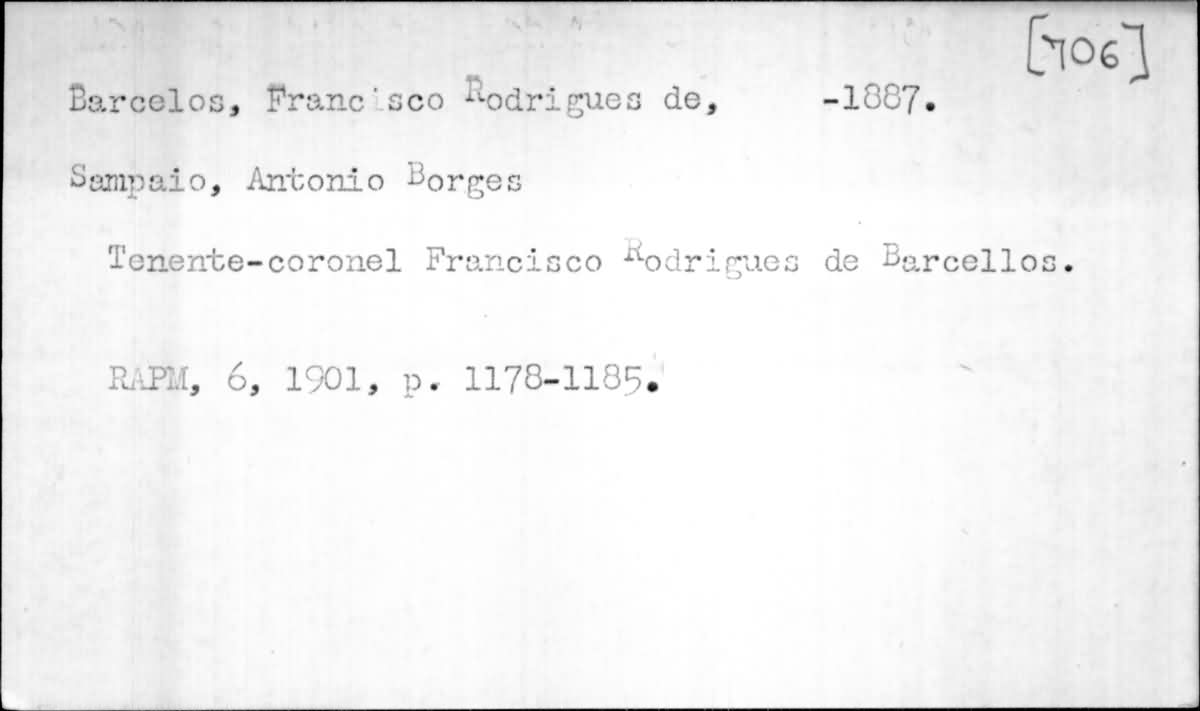 [706]
Barcelos, Francisco Rodrigues de, -1887.
Sampaio, Antonio Borges
Tenente-coronel Francisco Rodrigues de Barcellos.
RAPM, 6, 1901, p. 1178-1185.